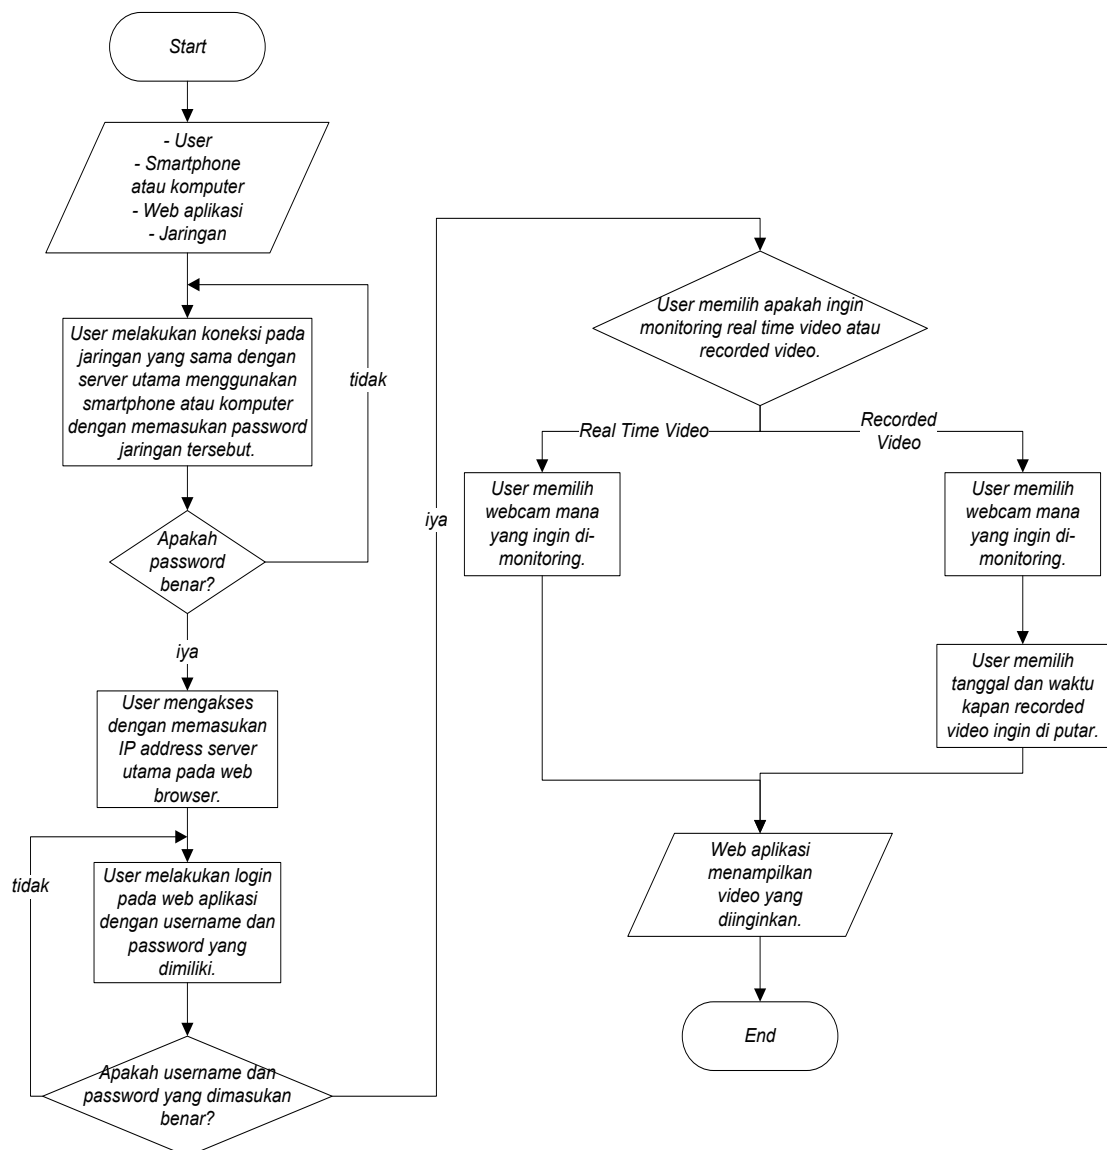 Start
- User
- Smartphone
atau komputer
- Web aplikasi
- Jaringan
User melakukan koneksi pada
jaringan yang sama dengan
server utama menggunakan
smartphone atau komputer
dengan memasukan password
jaringan tersebut.
tidak
Apakah
password
benar?
iya
User mengakses
dengan memasukan
IP address server
utama pada web
browser.
User melakukan login
pada web aplikasi
dengan username dan
password yang
dimiliki.
tidak
Apakah username dan
password yang dimasukan
benar?
iya
User memilih apakah ingin
monitoring real time video atau
recorded video.
Real Time Video
Recorded
Video
User memilih
webcam mana
yang ingin di-
monitoring.
User memilih
webcam mana
yang ingin di-
monitoring.
User memilih
tanggal dan waktu
kapan recorded
video ingin di putar.
Web aplikasi
menampilkan
video yang
diinginkan.
End